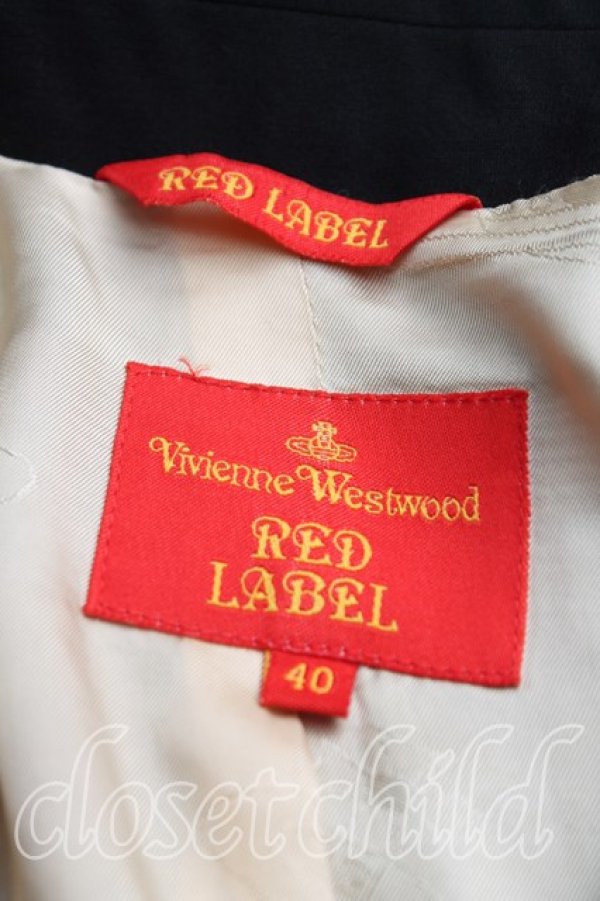 RED LABEL
Vivienne Westwood
RED
LABEL
40
closet child